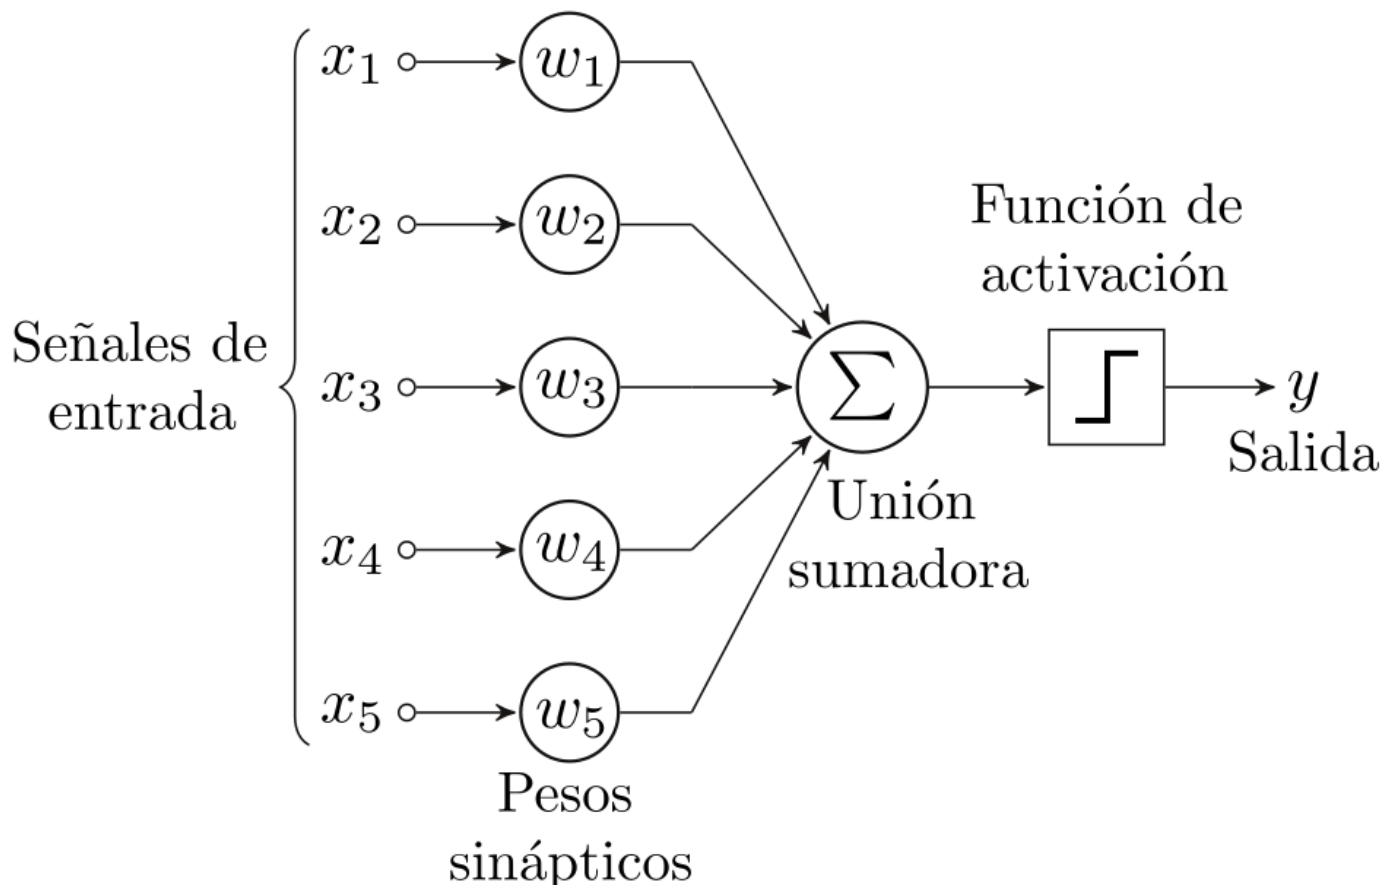 x1
w1
x2
w2
Función de
activación
Señales de
entrada
x3
w3
Σ
y
Salida
Unión
sumadora
x4
w4
x5
w5
Pesos
sinápticos